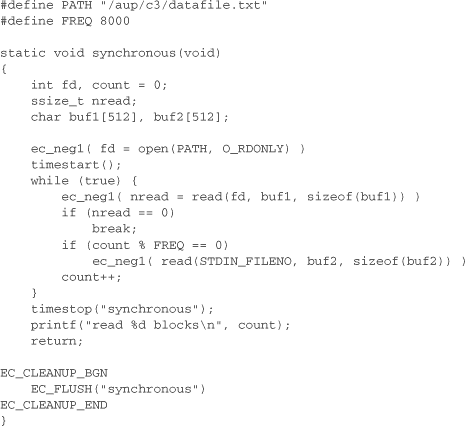 #define PATH "/aup/c3/datafile.txt"
#define FREQ 8000
static void synchronous(void)
{
    int fd, count = 0;
    ssize_t nread;
    char buf1[512], buf2[512];
    ec_neg1( fd = open(PATH, O_RDONLY) )
    timestart();
    while (true) {
        ec_neg1( nread = read(fd, buf1, sizeof(buf1)) )
        if (nread == 0)
            break;
        if (count % FREQ == 0)
            ec_neg1( read(STDIN_FILENO, buf2, sizeof(buf2)) )
        count++;
    }
    timestop("synchronous");
    printf("read %d blocks\n", count);
    return;
EC_CLEANUP_BGN
    EC_FLUSH("synchronous")
EC_CLEANUP_END
}